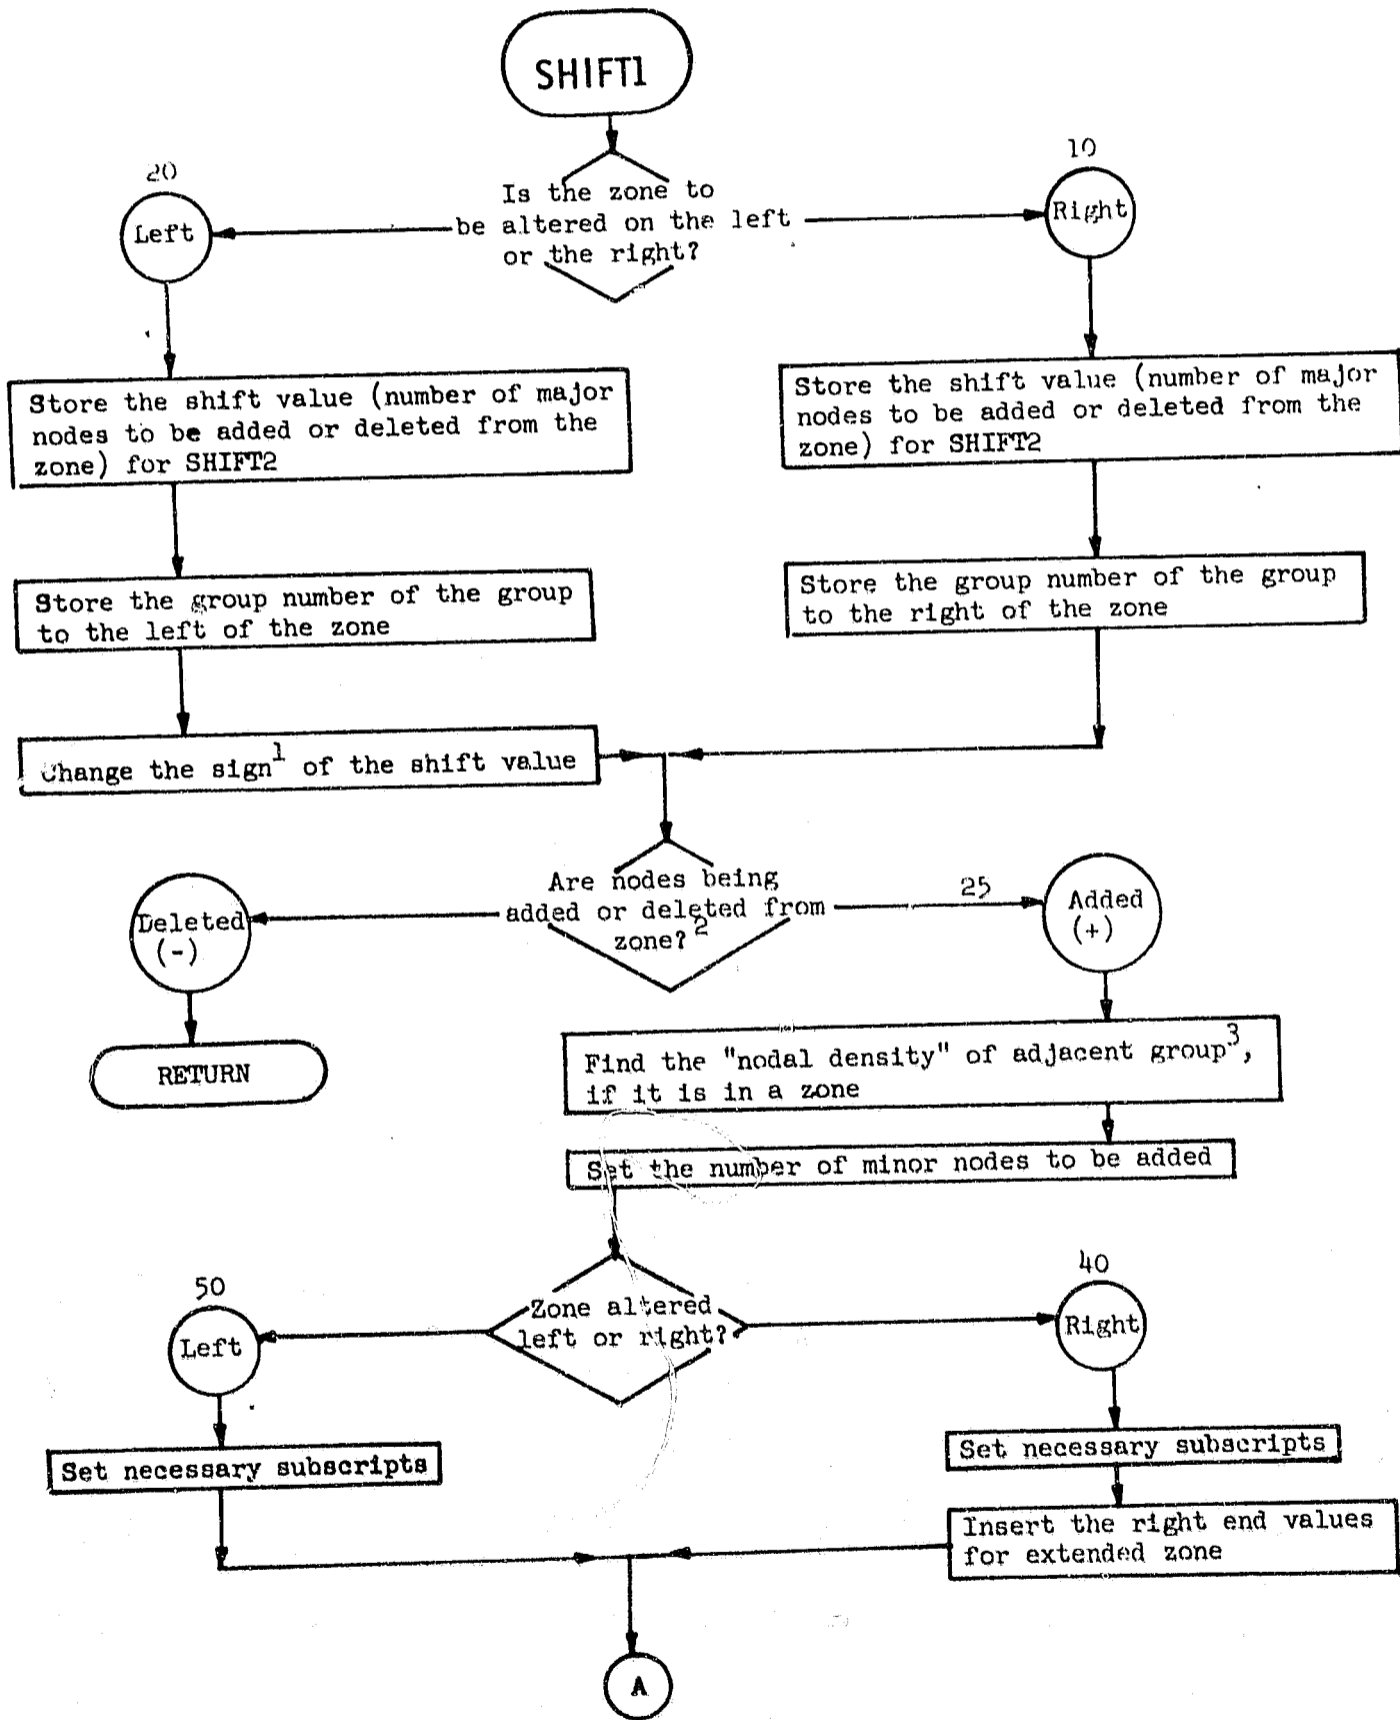 SHIFT1
20
10
Is the zone to
be altered on the left
or the right?
Left
Right
Store the shift value (number of major
nodes to be added or deleted from the
zone) for SHIFT2
Store the shift value (number of major
nodes to be added or deleted from the
zone) for SHIFT2
Store the group number of the group
to the left of the zone
Store the group number of the group
to the right of the zone
Change the sign¹ of the shift value
Are nodes being
added or deleted from
zone?²
25
Deleted
(-)
Added
(+)
RETURN
Find the "nodal density" of adjacent group³,
if it is in a zone
Set the number of minor nodes to be added
50
40
Zone altered
left or right?
Left
Right
Set necessary subscripts
Set necessary subscripts
Insert the right end values
for extended zone
A